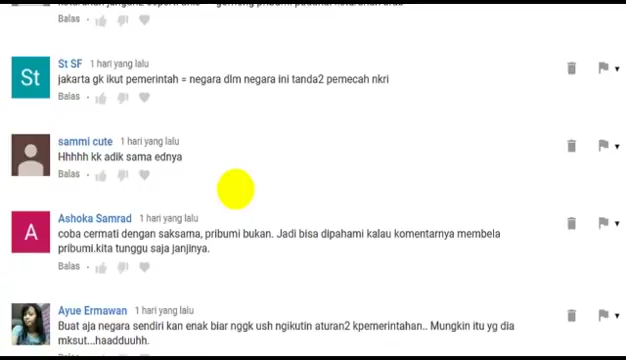 Balas
St SF 1 hari yang lalu
jakarta gk ikut pemerintah = negara dlm negara ini tanda2 pemecah nkri
Balas
sammi cute 1 hari yang lalu
Hhhhh kk adik sama ednya
Balas
Ashoka Samrad 1 hari yang lalu
coba cermati dengan saksama, pribumi bukan. Jadi bisa dipahami kalau komentarnya membela
pribumi.kita tunggu saja janjinya.
Balas
Ayue Ermawan 1 hari yang lalu
Buat aja negara sendiri kan enak biar nggk ush ngikutin aturan2 kpemerintahan.. Mungkin itu yg dia
mksut...haadduuhh.